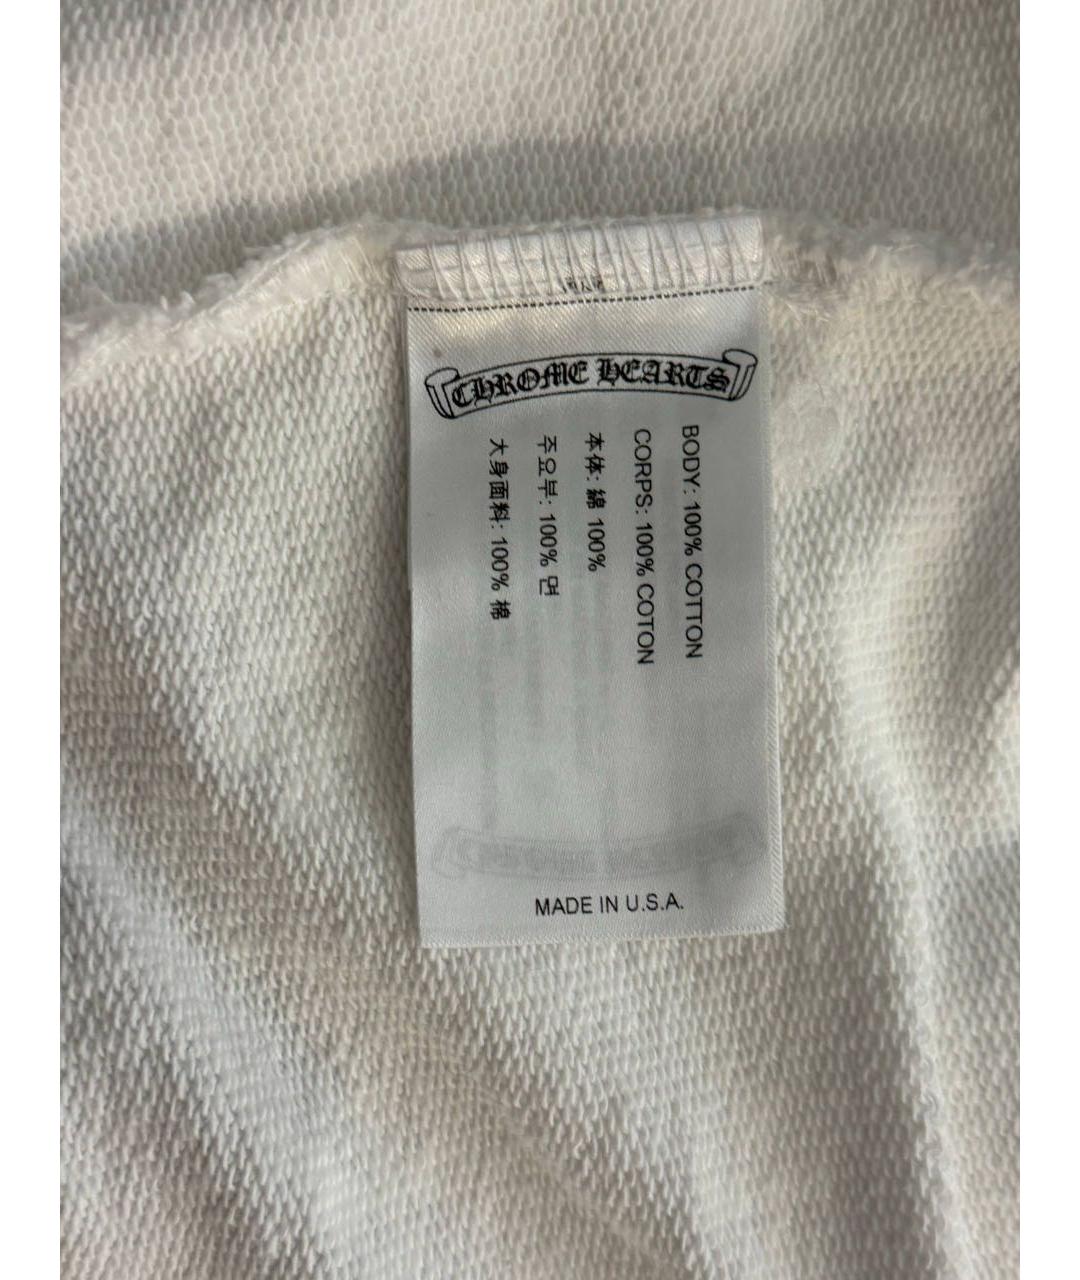 CHROME HEARTS
BODY: 100% COTTON
CORPS: 100% COTON
本体: 綿 100%
주요부: 100% 면
大身面料: 100% 棉
MADE IN U.S.A.